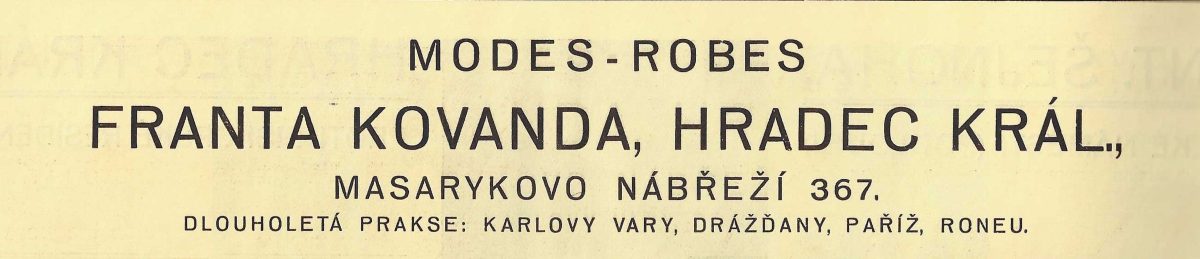 MODES-ROBES
FRANTA KOVANDA, HRADEC KRÁL.,
MASARYKOVO NÁBŘEŽÍ 367.
DLOUHOLETÁ PRAKSE: KARLOVY VARY, DRÁŽĎANY, PAŘÍŽ, RONEU.